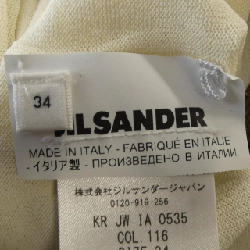 34
JIL SANDER
MADE IN ITALY - FABRIQUÉ EN ITALIE
- イタリア製 - ПРОИЗВЕДЕНО В ИТАЛИИ
株式会社ジルサンダージャパン
0120-919-256
KR JW 1A 0535
COL 116